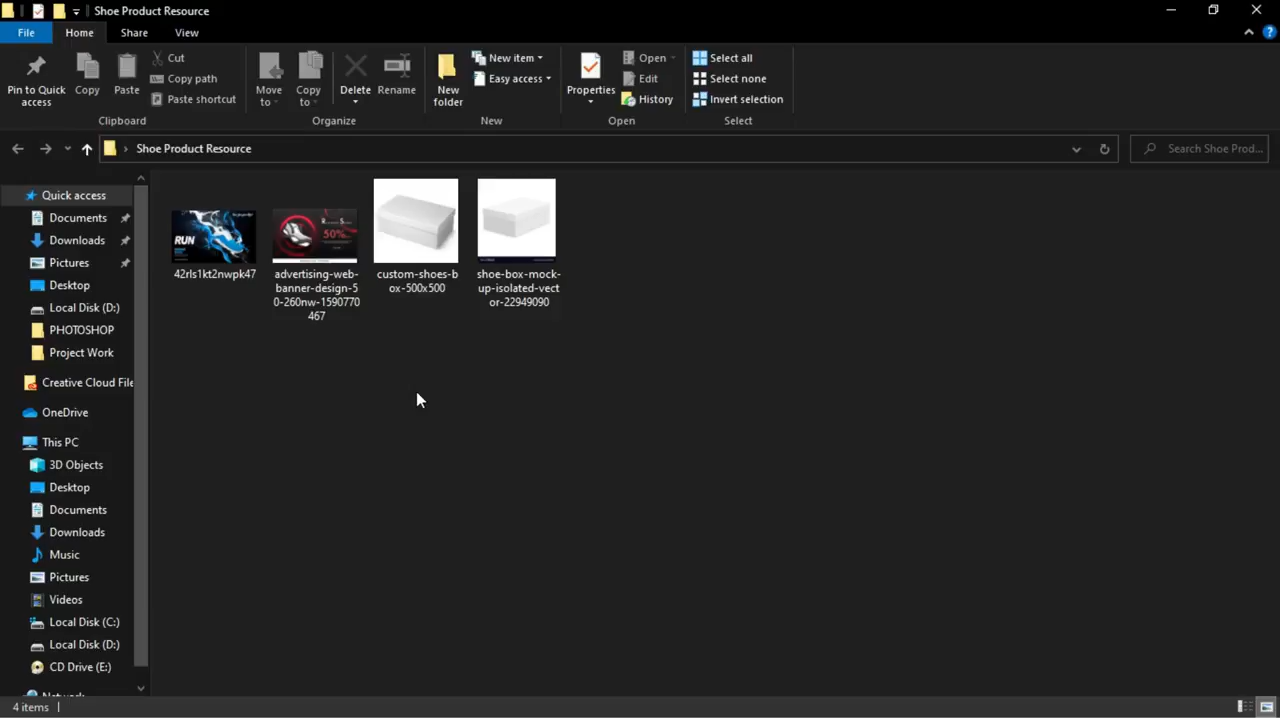 Shoe Product Resource
File Home Share View
Pin to Quick access
Copy
Paste
Cut
Copy path
Paste shortcut
Clipboard
Move to
Copy to
Delete
Rename
Organize
New folder
New item
Easy access
New
Properties
Open
Edit
History
Open
Select all
Select none
Invert selection
Select
Shoe Product Resource
Search Shoe Prod...
Quick access
Documents
Downloads
Pictures
Desktop
Local Disk (D:)
PHOTOSHOP
Project Work
Creative Cloud File
OneDrive
This PC
3D Objects
Desktop
Documents
Downloads
Music
Pictures
Videos
Local Disk (C:)
Local Disk (D:)
CD Drive (E:)
RUN
50%
42rls1kt2nwpk47
advertising-web-
banner-design-5
0-260nw-1590770
467
custom-shoes-b
ox-500x500
shoe-box-mock-
up-isolated-vect
or-22949090
4 items